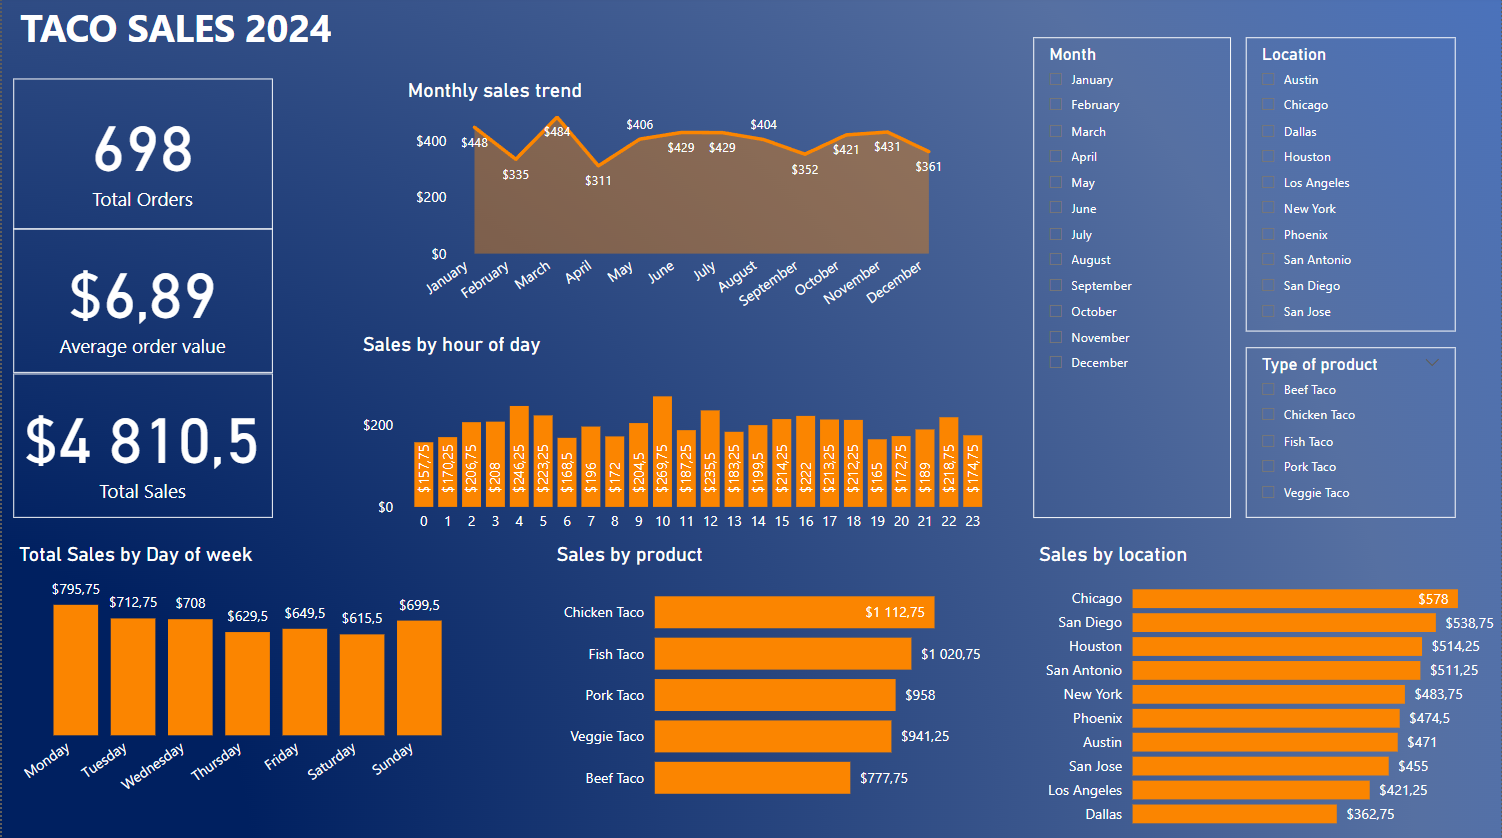 TACO SALES 2024
698
Total Orders
$6,89
Average order value
$4 810,5
Total Sales
Monthly sales trend
$400
$200
$0
$448
$335
$484
$311
$406
$429
$429
$404
$352
$421
$431
$361
January
February
March
April
May
June
July
August
September
October
November
December
Sales by hour of day
$200
$0
$157,75
$170,25
$206,75
$208
$246,25
$223,25
$168,5
$196
$172
$204,5
$269,75
$187,25
$235,5
$183,25
$199,5
$214,25
$222
$213,25
$212,25
$165
$172,75
$189
$218,75
$174,75
0 1 2 3 4 5 6 7 8 9 10 11 12 13 14 15 16 17 18 19 20 21 22 23
Month
January
February
March
April
May
June
July
August
September
October
November
December
Location
Austin
Chicago
Dallas
Houston
Los Angeles
New York
Phoenix
San Antonio
San Diego
San Jose
Type of product
Beef Taco
Chicken Taco
Fish Taco
Pork Taco
Veggie Taco
Total Sales by Day of week
$795,75
$712,75
$708
$629,5
$649,5
$615,5
$699,5
Monday
Tuesday
Wednesday
Thursday
Friday
Saturday
Sunday
Sales by product
Chicken Taco $1 112,75
Fish Taco $1 020,75
Pork Taco $958
Veggie Taco $941,25
Beef Taco $777,75
Sales by location
Chicago $578
San Diego $538,75
Houston $514,25
San Antonio $511,25
New York $483,75
Phoenix $474,5
Austin $471
San Jose $455
Los Angeles $421,25
Dallas $362,75